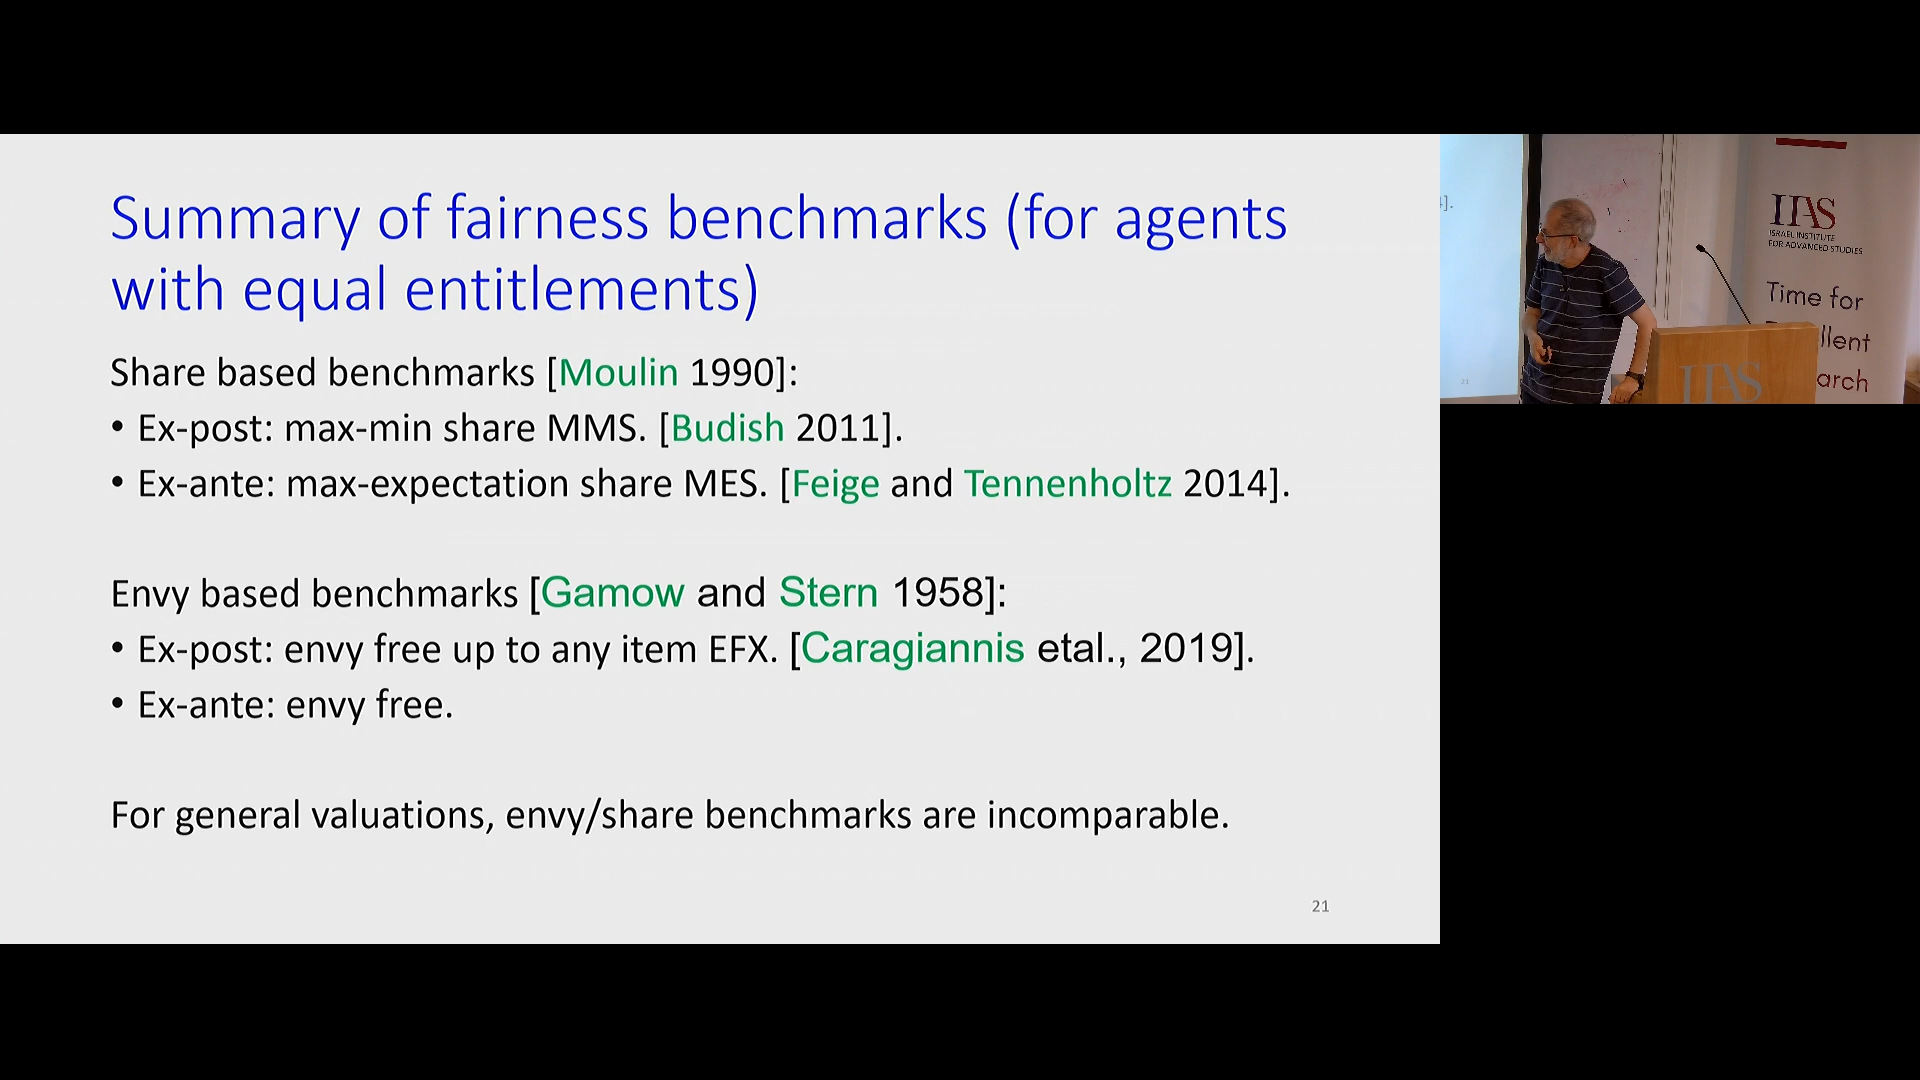 Summary of fairness benchmarks (for agents
with equal entitlements)
Share based benchmarks [Moulin 1990]:
• Ex-post: max-min share MMS. [Budish 2011].
• Ex-ante: max-expectation share MES. [Feige and Tennenholtz 2014].
Envy based benchmarks [Gamow and Stern 1958]:
• Ex-post: envy free up to any item EFX. [Caragiannis etal., 2019].
• Ex-ante: envy free.
For general valuations, envy/share benchmarks are incomparable.
21
].
21
IIAS
ISRAEL INSTITUTE
FOR ADVANCED STUDIES
Time for
llent
arch
IIAS